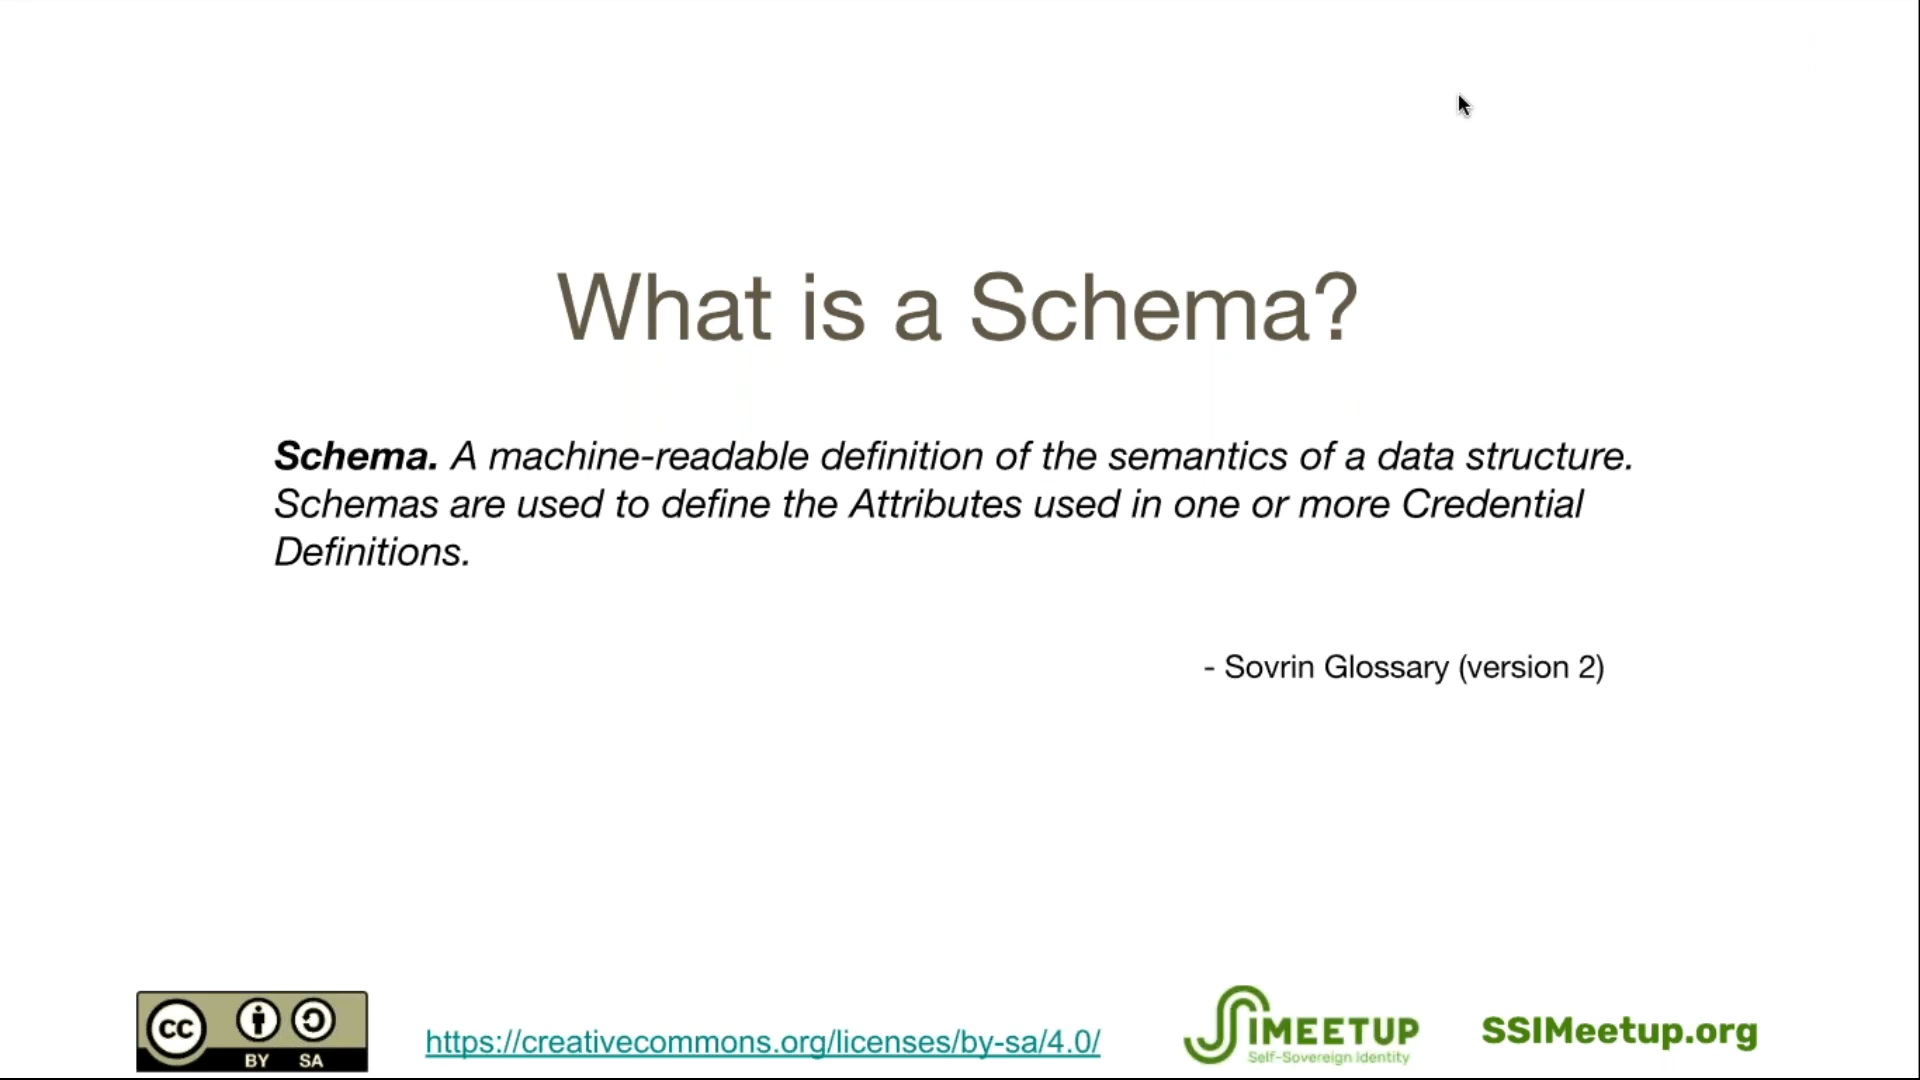 What is a Schema?
Schema. A machine-readable definition of the semantics of a data structure.
Schemas are used to define the Attributes used in one or more Credential
Definitions.
- Sovrin Glossary (version 2)
cc BY SA
https://creativecommons.org/licenses/by-sa/4.0/
SSIMEETUP
Self-Sovereign Identity
SSIMeetup.org